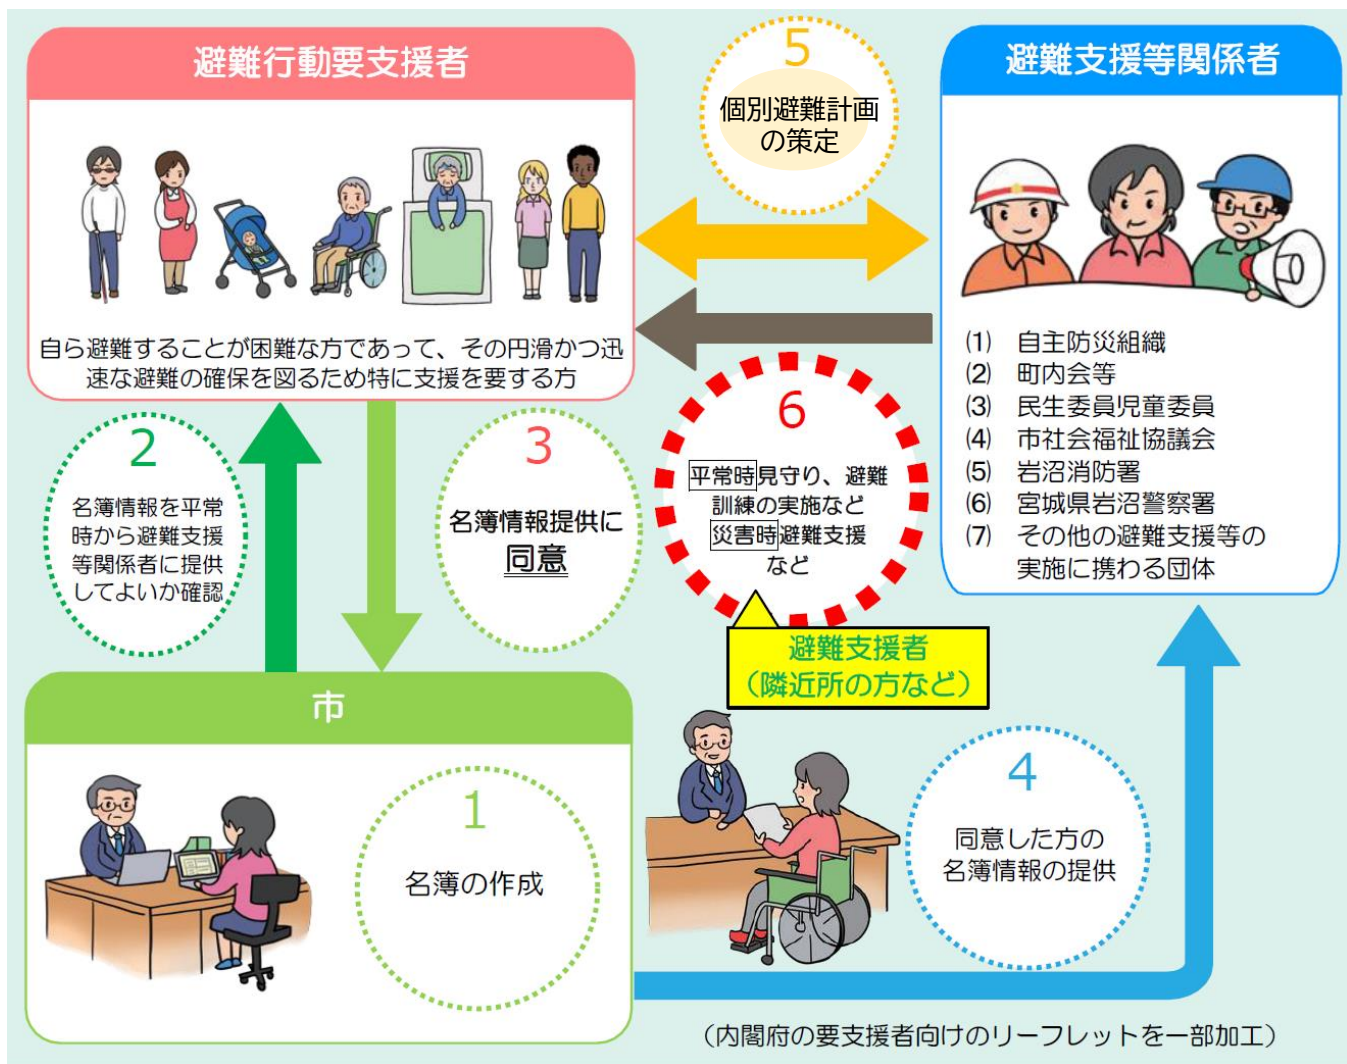 避難行動要支援者
自ら避難することが困難な方であって、その円滑かつ迅
速な避難の確保を図るため特に支援を要する方
5
個別避難計画
の策定
避難支援等関係者
⑴ 自主防災組織
⑵ 町内会等
⑶ 民生委員児童委員
⑷ 市社会福祉協議会
⑸ 岩沼消防署
⑹ 宮城県岩沼警察署
⑺ その他の避難支援等の
実施に携わる団体
2
名簿情報を平常
時から避難支援
等関係者に提供
してよいか確認
3
名簿情報提供に
同意
6
平常時見守り、避難
訓練の実施など
災害時避難支援
など
避難支援者
（隣近所の方など）
市
1
名簿の作成
4
同意した方の
名簿情報の提供
（内閣府の要支援者向けのリーフレットを一部加工）